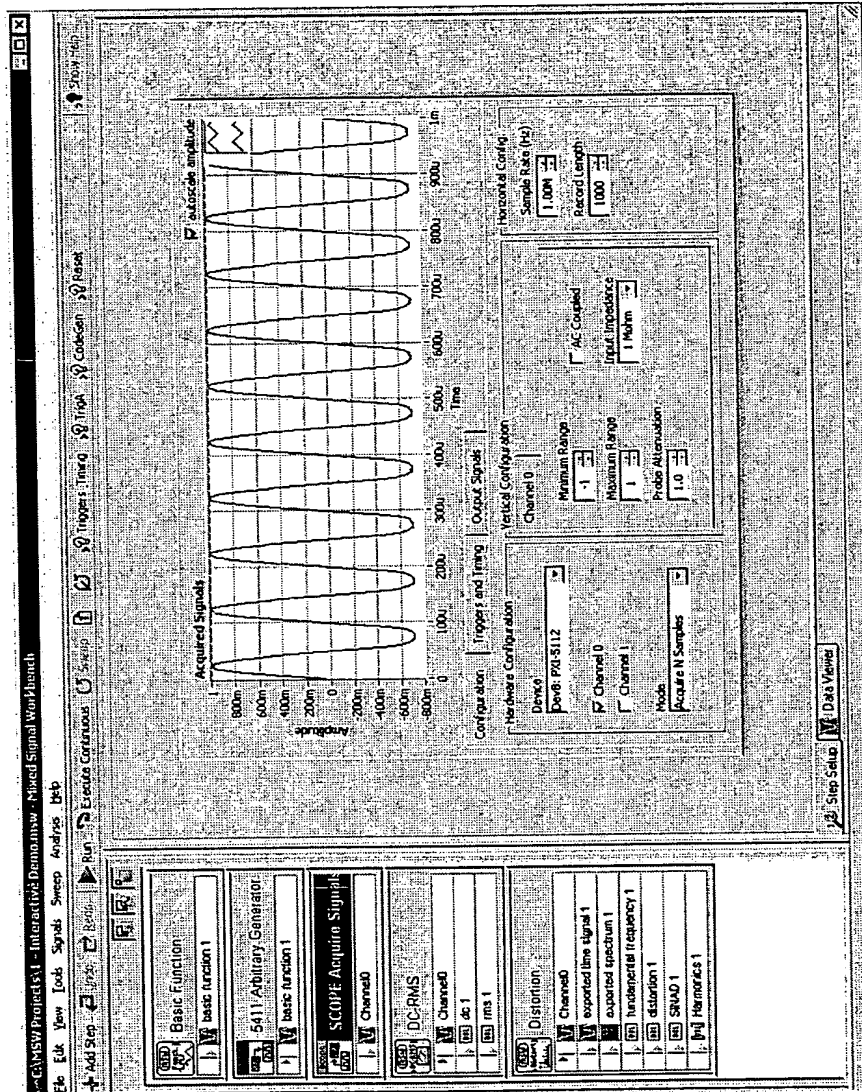 C:\MSW Projects\1 - Interactive Demo.msw - Mixed Signal Workbench
File Edit View Tools Signals Sweep Analysis Help
Add Step Undo Redo Run Execute Continuous Sweep Triggers Timing TrigA CodeGen Reset Show Help
Basic Function
basic function 1
5411 Arbitrary Generator
basic function 1
SCOPE Acquire Signals
Channel0
DC-RMS
Channel0
dc 1
rms 1
Distortion
Channel0
exported time signal 1
exported spectrum 1
fundamental frequency 1
distortion 1
SINAD 1
Harmonics 1
Acquired Signals
autoscale amplitude
Amplitude
1
800m
600m
400m
200m
0
-200m
-400m
-600m
-800m
0 100u 200u 300u 400u 500u 600u 700u 800u 900u 1m
Time
Configuration Triggers and Timing Output Signals
Hardware Configuration
Device
Dev8: PXI-5112
Channel 0
Channel 1
Mode
Acquire N Samples
Vertical Configuration
Channel 0
Minimum Range
-1
Maximum Range
1
Probe Attenuation
1.0
AC Coupled
Input Impedance
1 Mohm
Horizontal Config.
Sample Rate (Hz)
1.00M
Record Length
1000
Step Setup Data Viewer